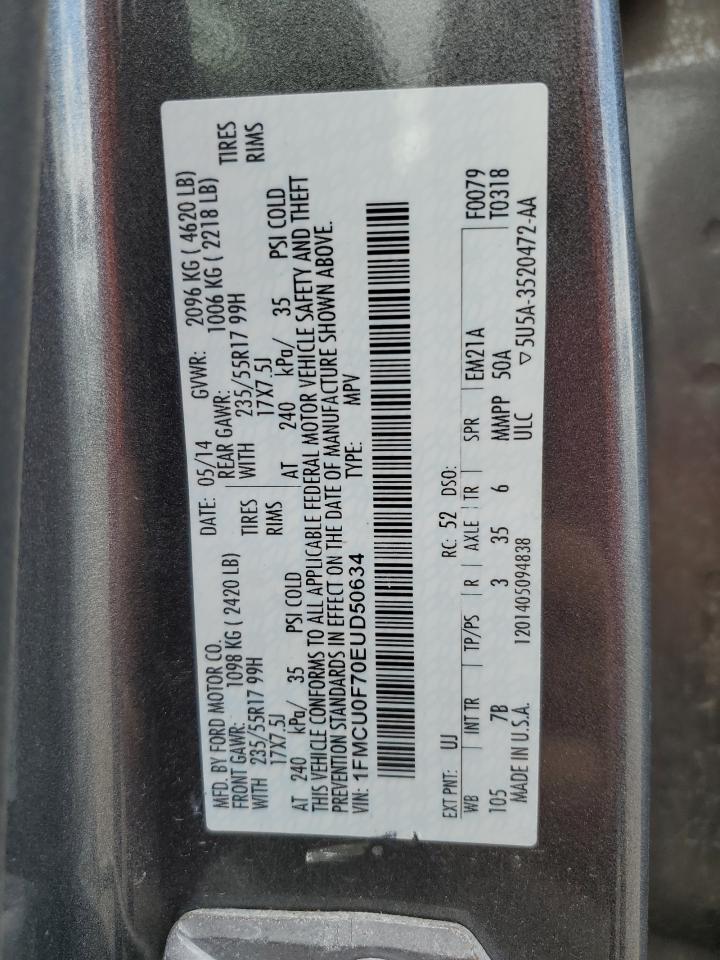 MFD. BY FORD MOTOR CO.
DATE: 05/14 GVWR: 2096 KG ( 4620 LB)
FRONT GAWR: 1098 KG ( 2420 LB) REAR GAWR: 1006 KG ( 2218 LB)
WITH 235/55R17 99H TIRES WITH 235/55R17 99H TIRES
17X7.5J RIMS 17X7.5J RIMS
AT 240 kPa/ 35 PSI COLD AT 240 kPa/ 35 PSI COLD
THIS VEHICLE CONFORMS TO ALL APPLICABLE FEDERAL MOTOR VEHICLE SAFETY AND THEFT
PREVENTION STANDARDS IN EFFECT ON THE DATE OF MANUFACTURE SHOWN ABOVE.
VIN: 1FMCU0F70EUD50634 TYPE: MPV
EXT PNT: UJ RC: 52 DSO: F0079
WB INT TR TP/PS R AXLE TR SPR EM21A T0318
105 7B 3 35 6 MMPP 50A
MADE IN U.S.A. 1201405094838 ULC ▽5U5A-3520472-AA